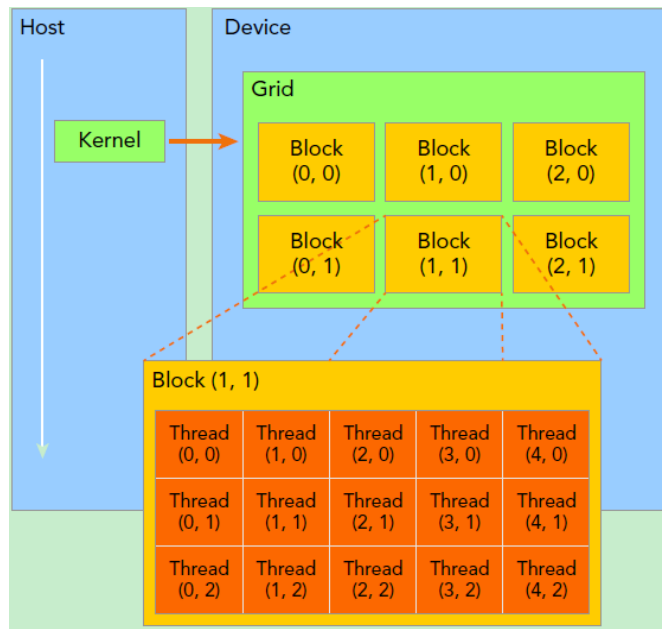 Host
Device
Grid
Kernel
Block
(0, 0)
Block
(1, 0)
Block
(2, 0)
Block
(0, 1)
Block
(1, 1)
Block
(2, 1)
Block (1, 1)
Thread
(0, 0)
Thread
(1, 0)
Thread
(2, 0)
Thread
(3, 0)
Thread
(4, 0)
Thread
(0, 1)
Thread
(1, 1)
Thread
(2, 1)
Thread
(3, 1)
Thread
(4, 1)
Thread
(0, 2)
Thread
(1, 2)
Thread
(2, 2)
Thread
(3, 2)
Thread
(4, 2)